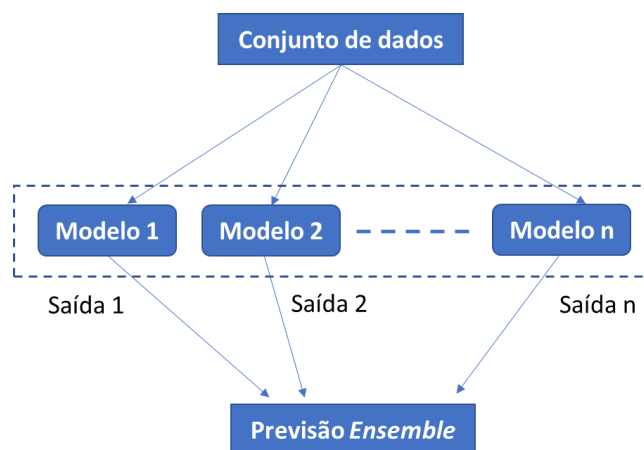 Conjunto de dados
Modelo 1
Modelo 2
Modelo n
Saída 1
Saída 2
Saída n
Previsão Ensemble